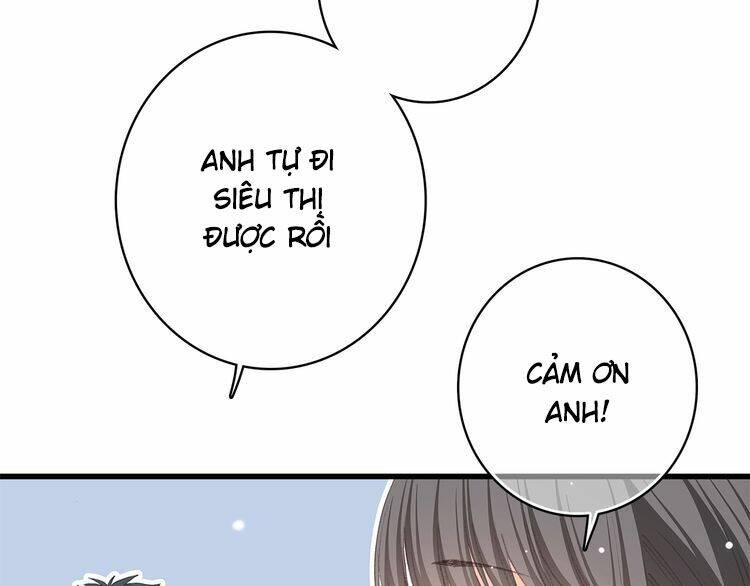 ANH TỰ ĐI
SIÊU THỊ
ĐƯỢC RỒI
CẢM ƠN
ANH!